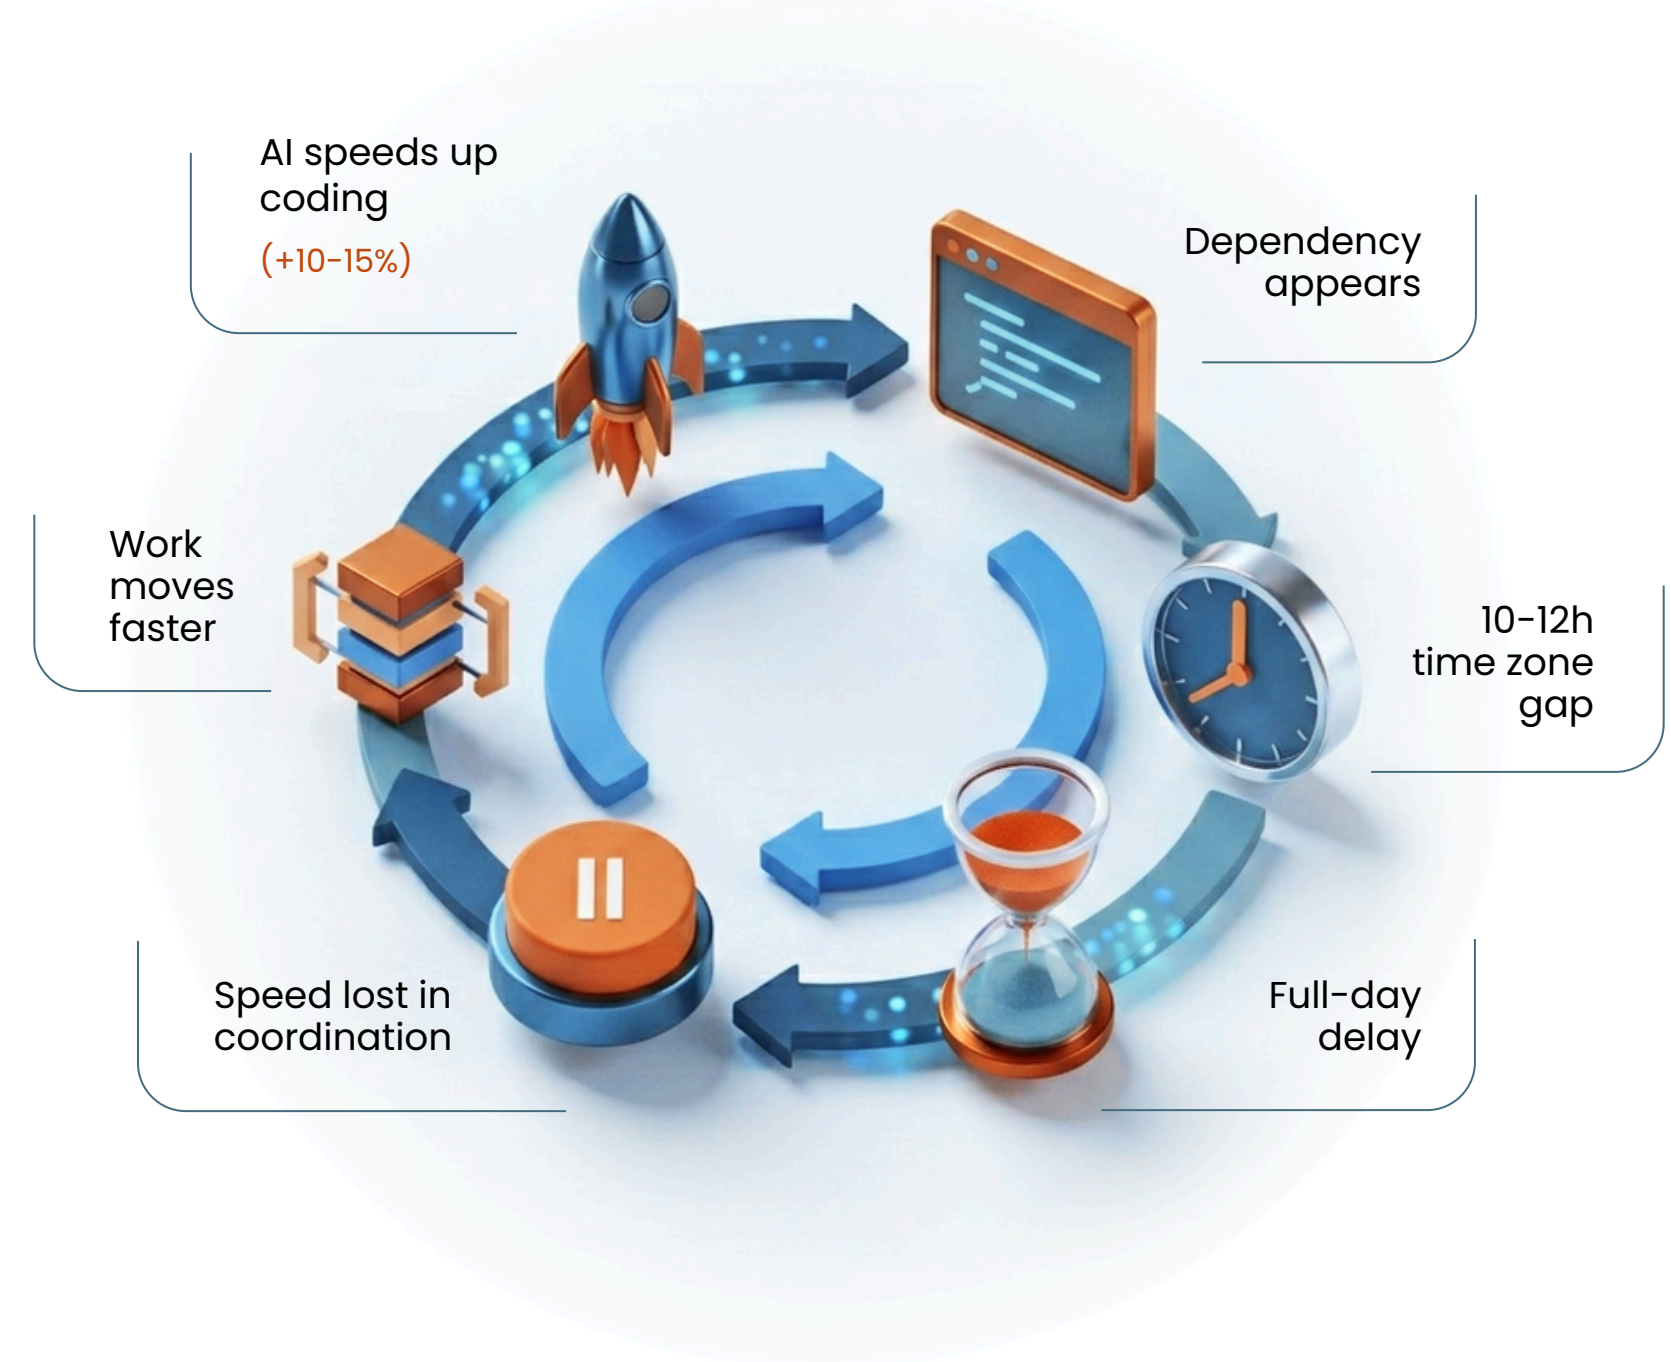 AI speeds up
coding
(+10-15%)
Dependency
appears
Work
moves
faster
10-12h
time zone
gap
Speed lost in
coordination
Full-day
delay